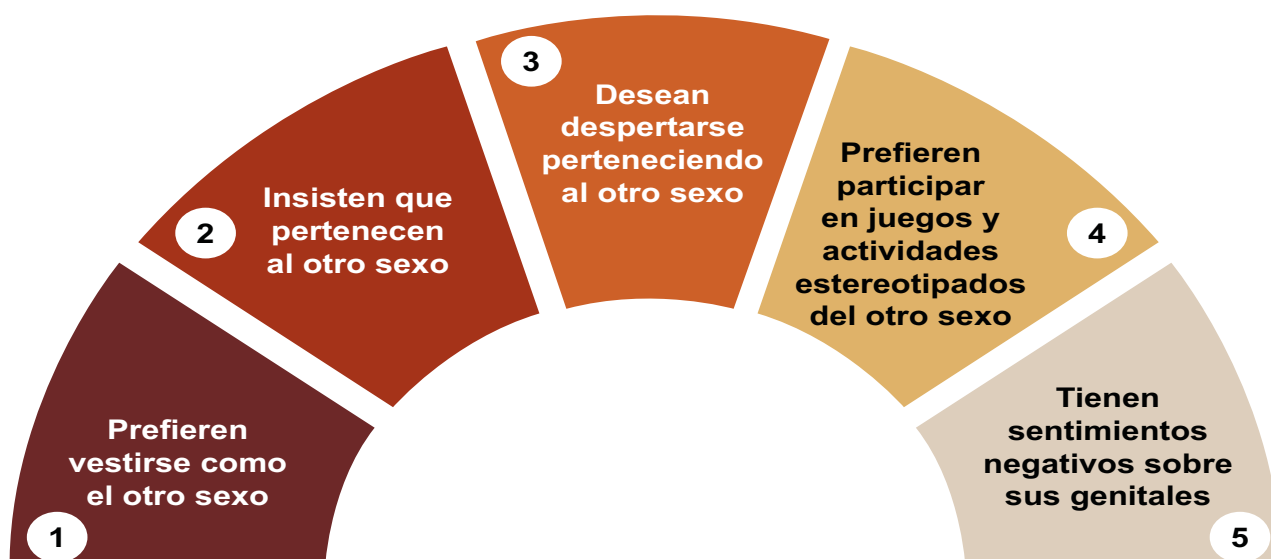 1
Prefieren
vestirse como
el otro sexo
2
Insisten que
pertenecen
al otro sexo
3
Desean
despertarse
perteneciendo
al otro sexo
4
Prefieren
participar
en juegos y
actividades
estereotipados
del otro sexo
5
Tienen
sentimientos
negativos sobre
sus genitales